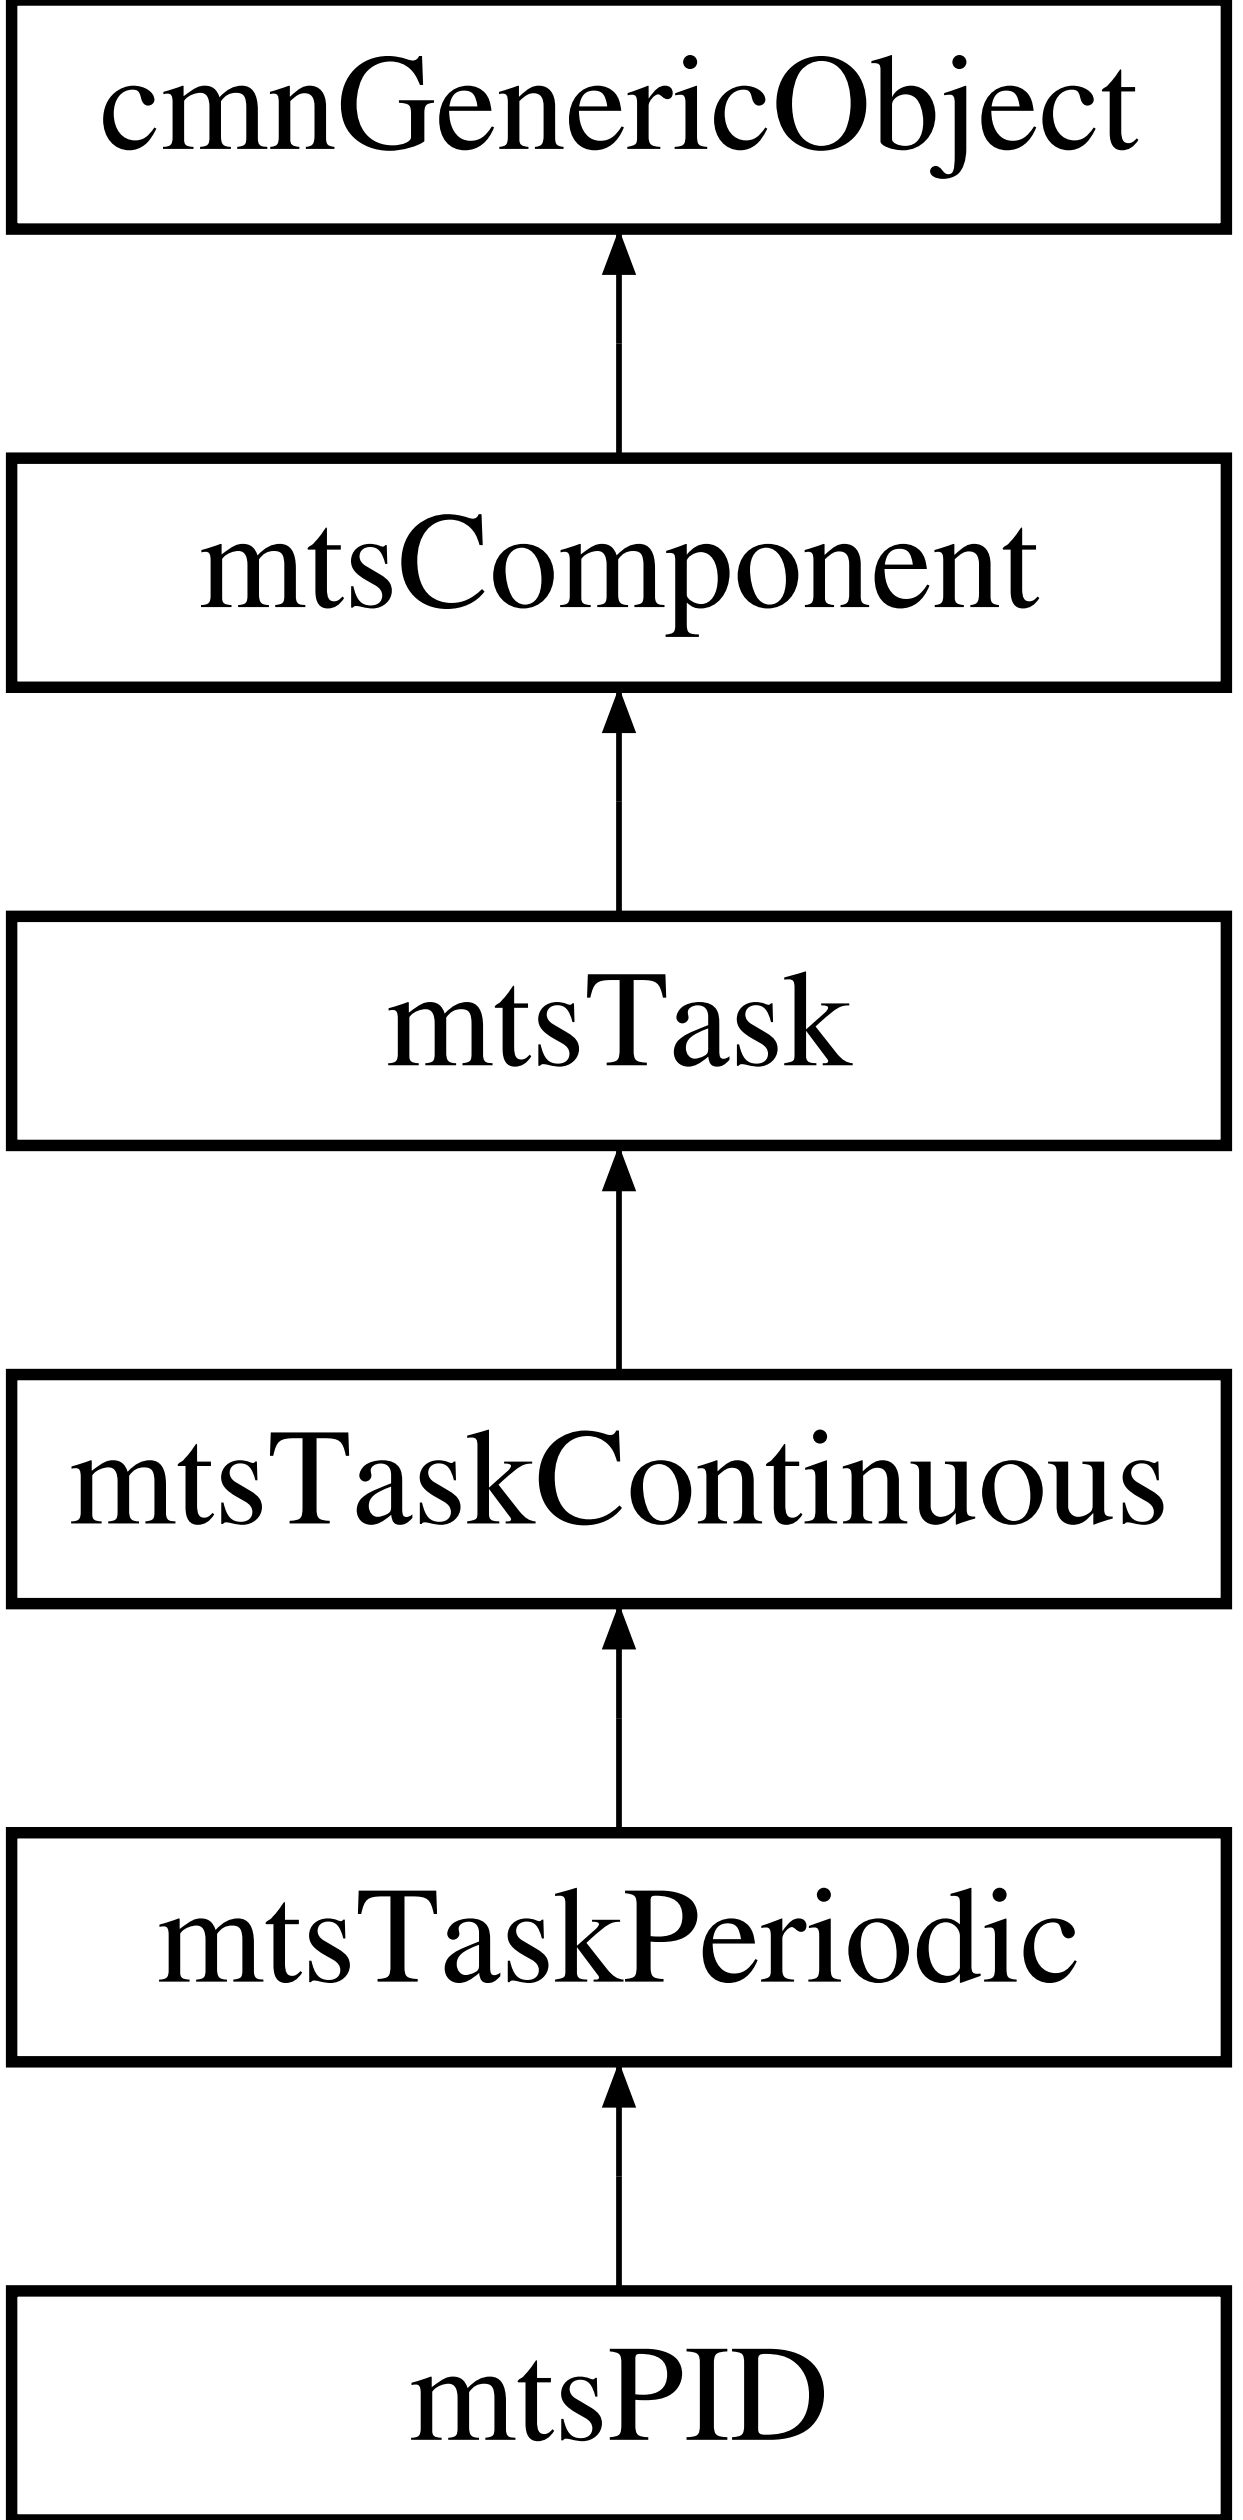 cmnGenericObject
mtsComponent
mtsTask
mtsTaskContinuous
mtsTaskPeriodic
mtsPID